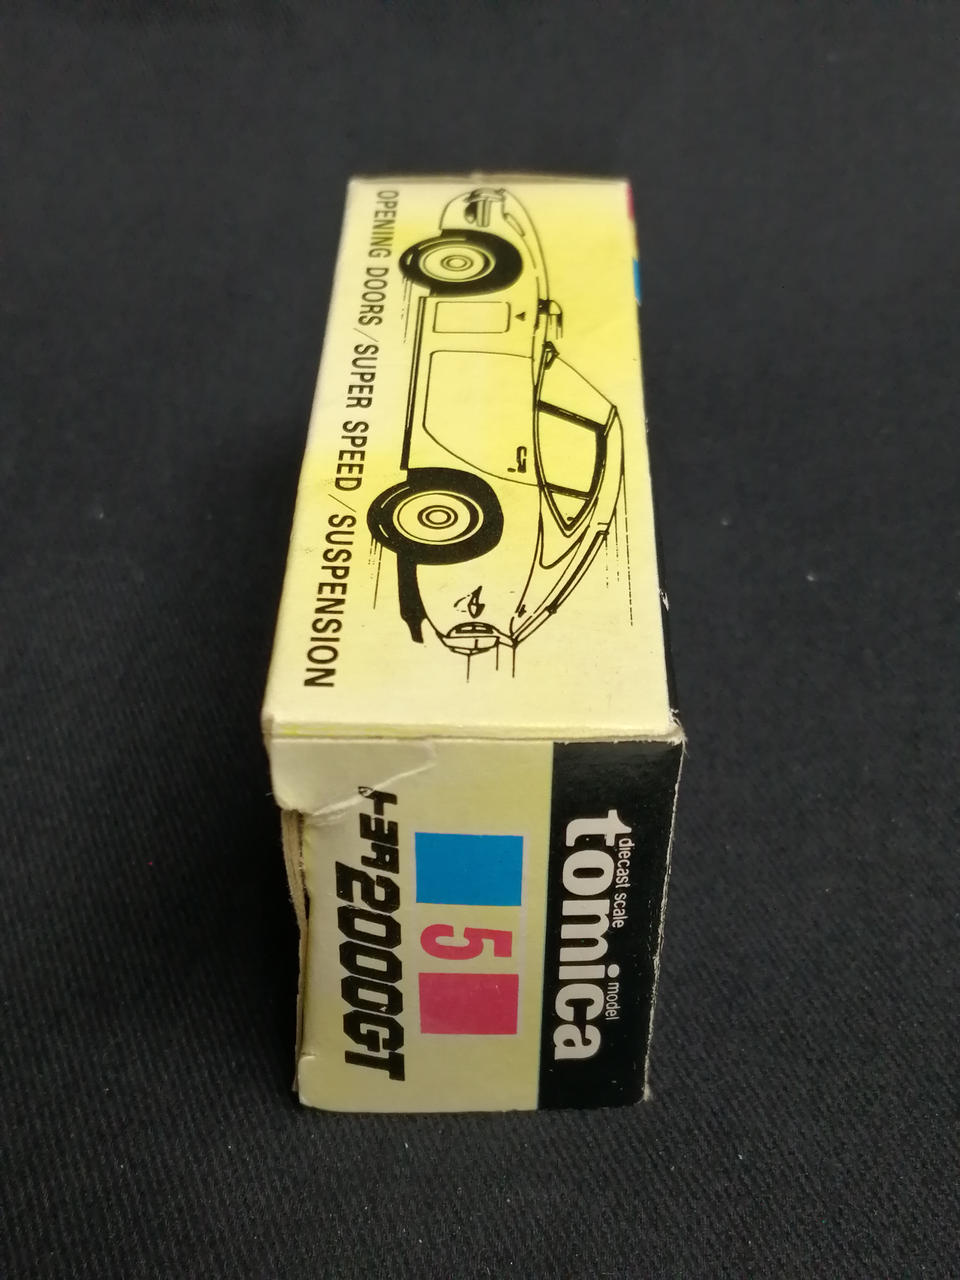 OPENING DOORS/SUPER SPEED/SUSPENSION
tomica
diecast scale model
5
トヨタ2000GT